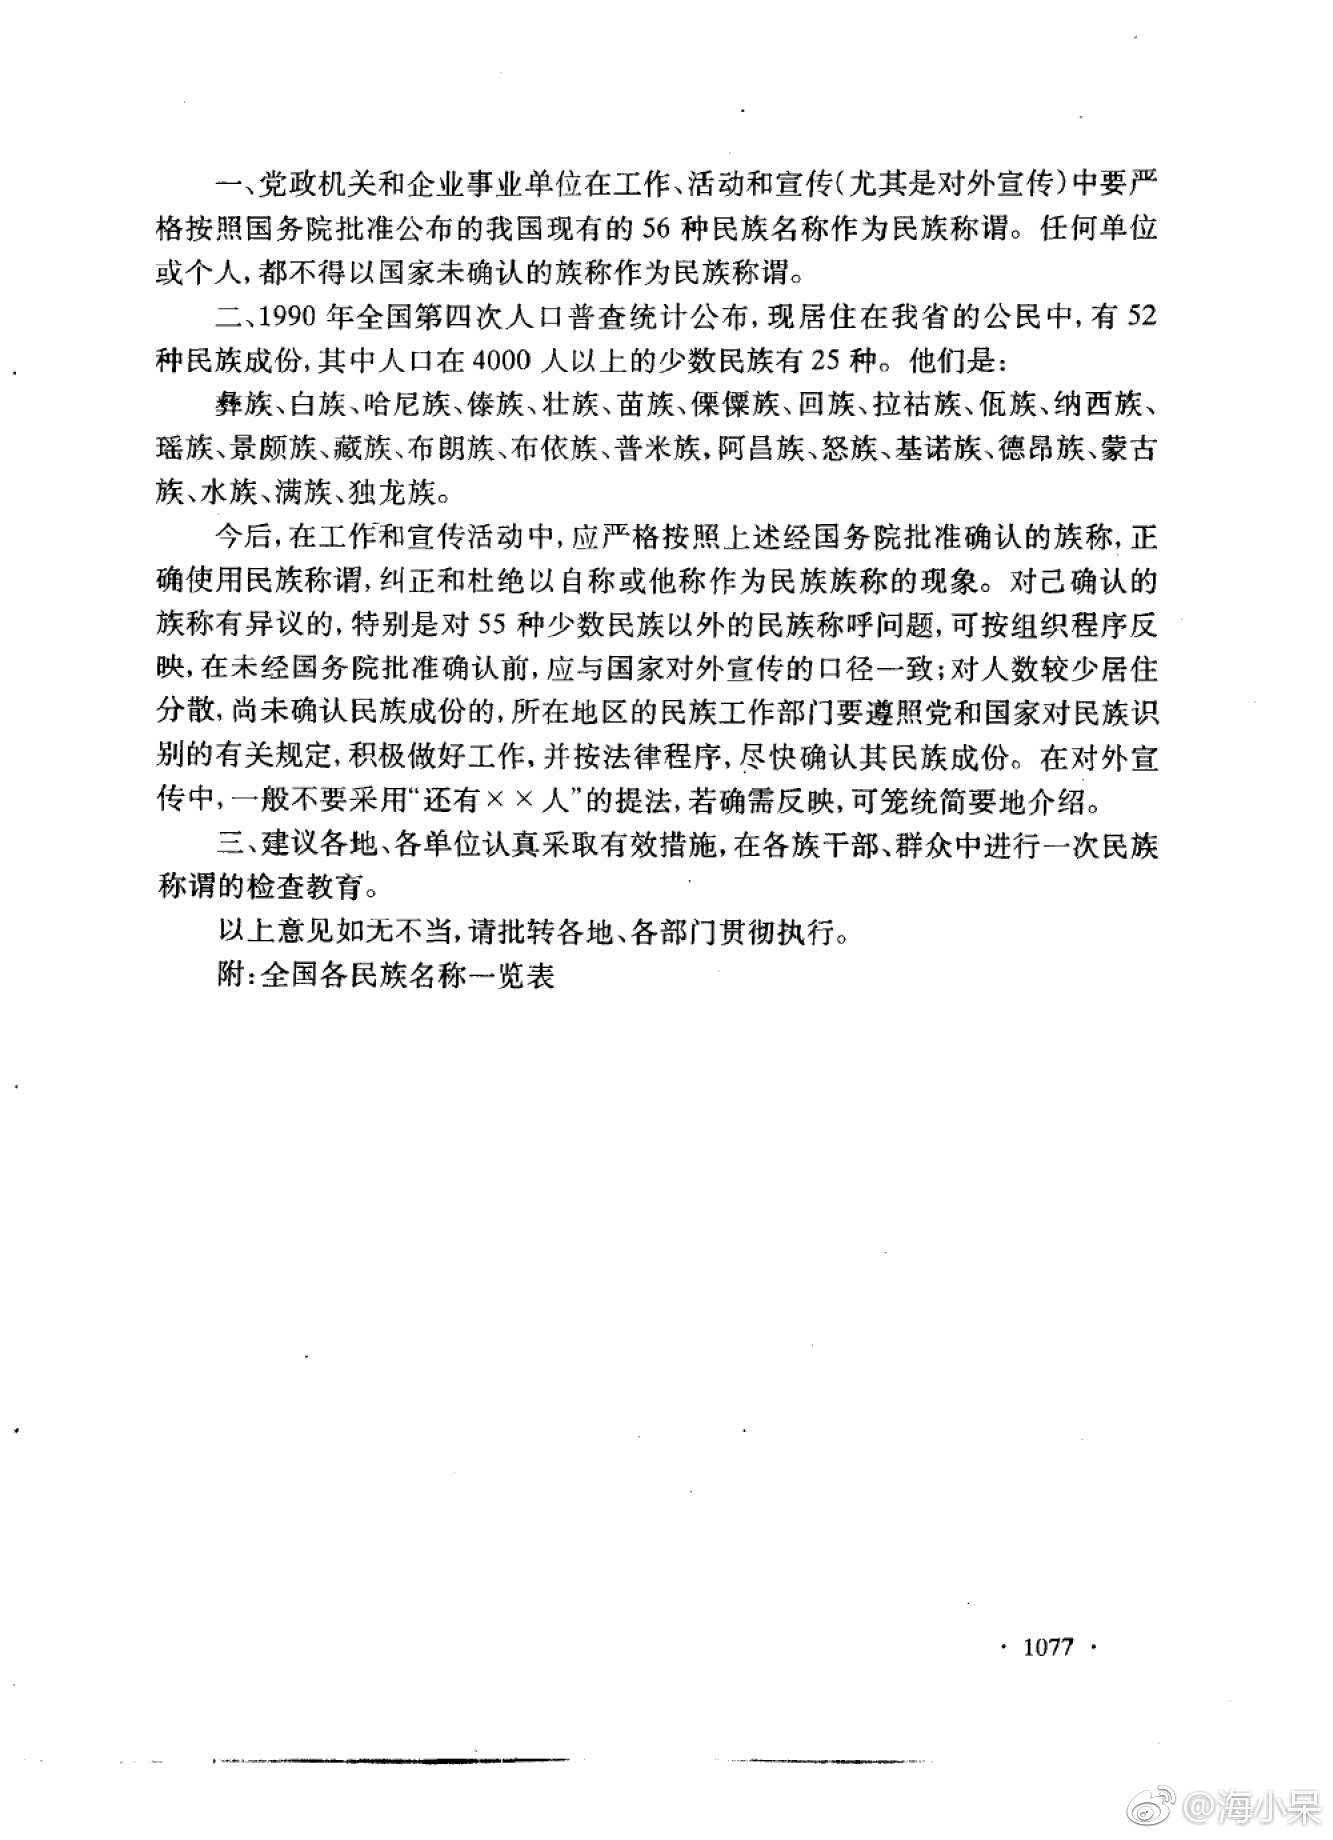 一、党政机关和企业事业单位在工作、活动和宣传(尤其是对外宣传)中要严
格按照国务院批准公布的我国现有的 56 种民族名称作为民族称谓。任何单位
或个人,都不得以国家未确认的族称作为民族称谓。
二、1990 年全国第四次人口普查统计公布,现居住在我省的公民中,有 52
种民族成份,其中人口在 4000 人以上的少数民族有 25 种。他们是:
彝族、白族、哈尼族、傣族、壮族、苗族、傈僳族、回族、拉祜族、佤族、纳西族、
瑶族、景颇族、藏族、布朗族、布依族、普米族,阿昌族、怒族、基诺族、德昂族、蒙古
族、水族、满族、独龙族。
今后,在工作和宣传活动中,应严格按照上述经国务院批准确认的族称,正
确使用民族称谓,纠正和杜绝以自称或他称作为民族族称的现象。对己确认的
族称有异议的,特别是对 55 种少数民族以外的民族称呼问题,可按组织程序反
映,在未经国务院批准确认前,应与国家对外宣传的口径一致;对人数较少居住
分散,尚未确认民族成份的,所在地区的民族工作部门要遵照党和国家对民族识
别的有关规定,积极做好工作,并按法律程序,尽快确认其民族成份。在对外宣
传中,一般不要采用“还有××人”的提法,若确需反映,可笼统简要地介绍。
三、建议各地、各单位认真采取有效措施,在各族干部、群众中进行一次民族
称谓的检查教育。
以上意见如无不当,请批转各地、各部门贯彻执行。
附:全国各民族名称一览表
· 1077 ·
@海小呆